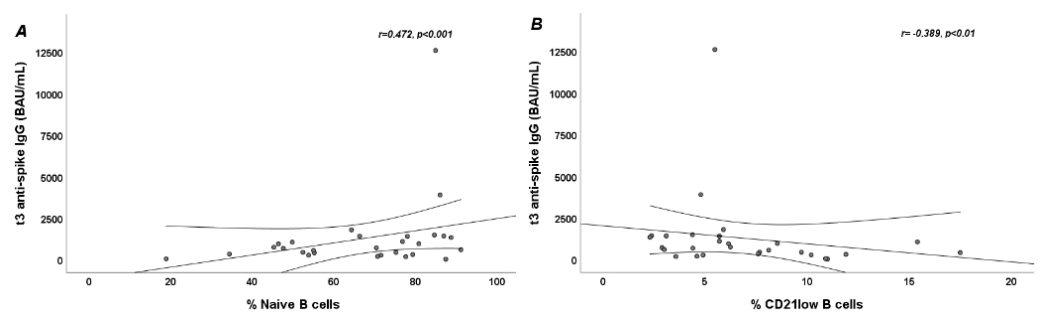 A
r=0.472, p<0.001
t3 anti-spike IgG (BAU/mL)
12500
10000
7500
5000
2500
0
0 20 40 60 80 100
% Naive B cells
B
r= -0.389, p<0.01
t3 anti-spike IgG (BAU/mL)
12500
10000
7500
5000
2500
0
0 5 10 15 20
% CD21low B cells